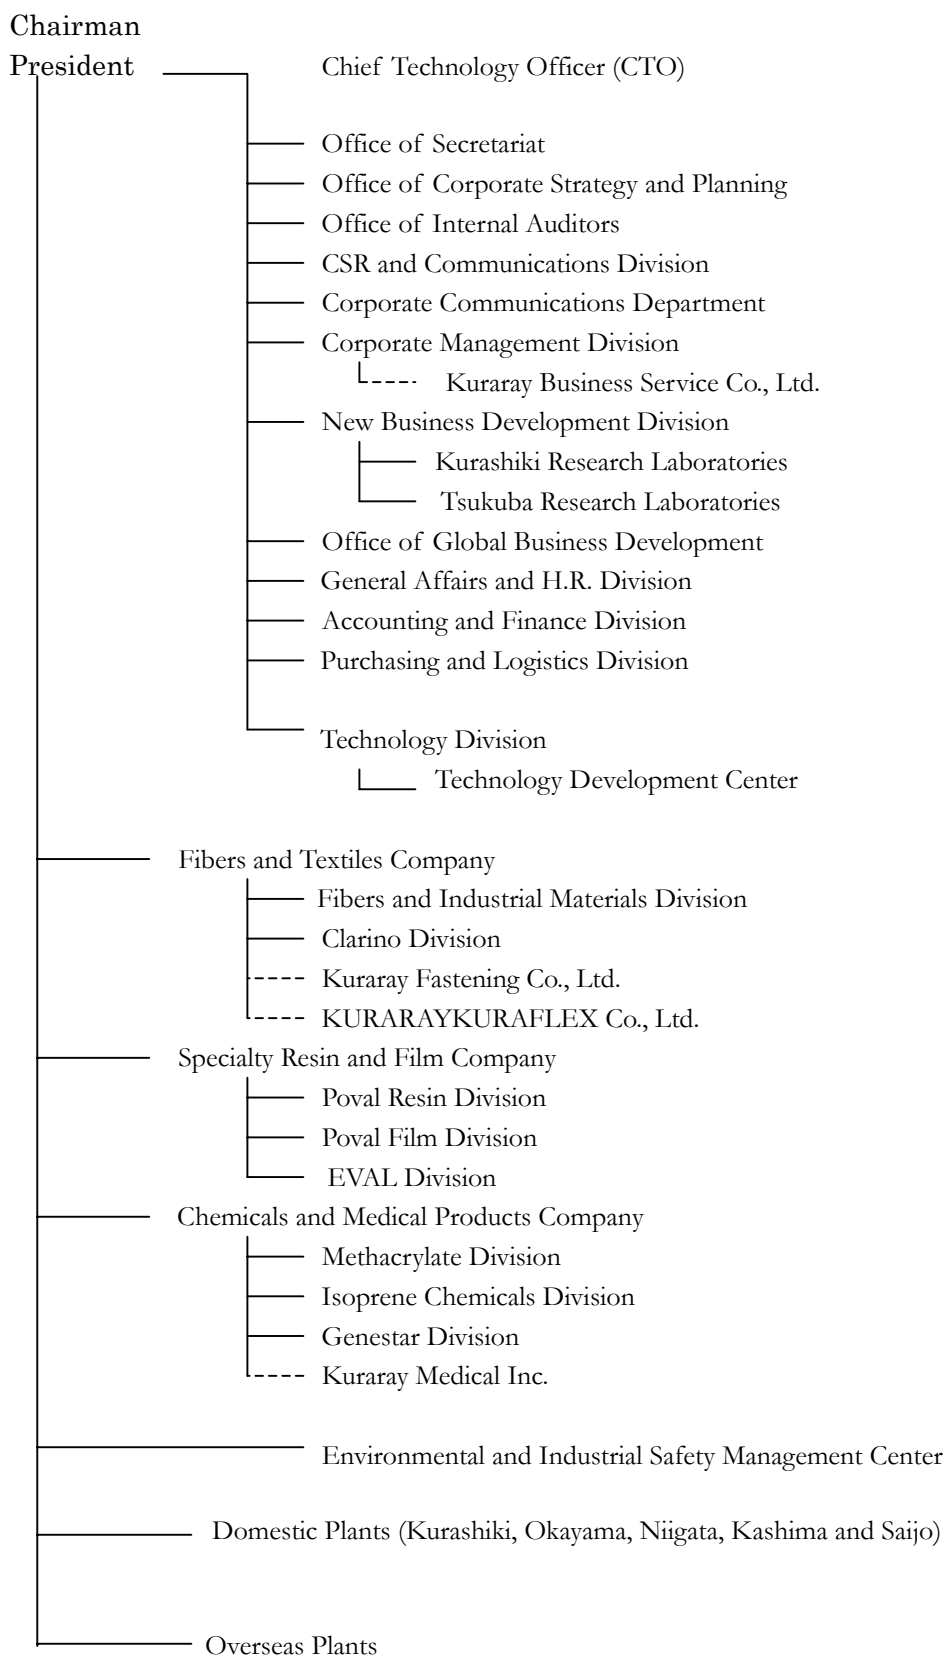 Chairman
President
Chief Technology Officer (CTO)
Office of Secretariat
Office of Corporate Strategy and Planning
Office of Internal Auditors
CSR and Communications Division
Corporate Communications Department
Corporate Management Division
Kuraray Business Service Co., Ltd.
New Business Development Division
Kurashiki Research Laboratories
Tsukuba Research Laboratories
Office of Global Business Development
General Affairs and H.R. Division
Accounting and Finance Division
Purchasing and Logistics Division
Technology Division
Technology Development Center
Fibers and Textiles Company
Fibers and Industrial Materials Division
Clarino Division
Kuraray Fastening Co., Ltd.
KURARAYKURAFLEX Co., Ltd.
Specialty Resin and Film Company
Poval Resin Division
Poval Film Division
EVAL Division
Chemicals and Medical Products Company
Methacrylate Division
Isoprene Chemicals Division
Genestar Division
Kuraray Medical Inc.
Environmental and Industrial Safety Management Center
Domestic Plants (Kurashiki, Okayama, Niigata, Kashima and Saijo)
Overseas Plants